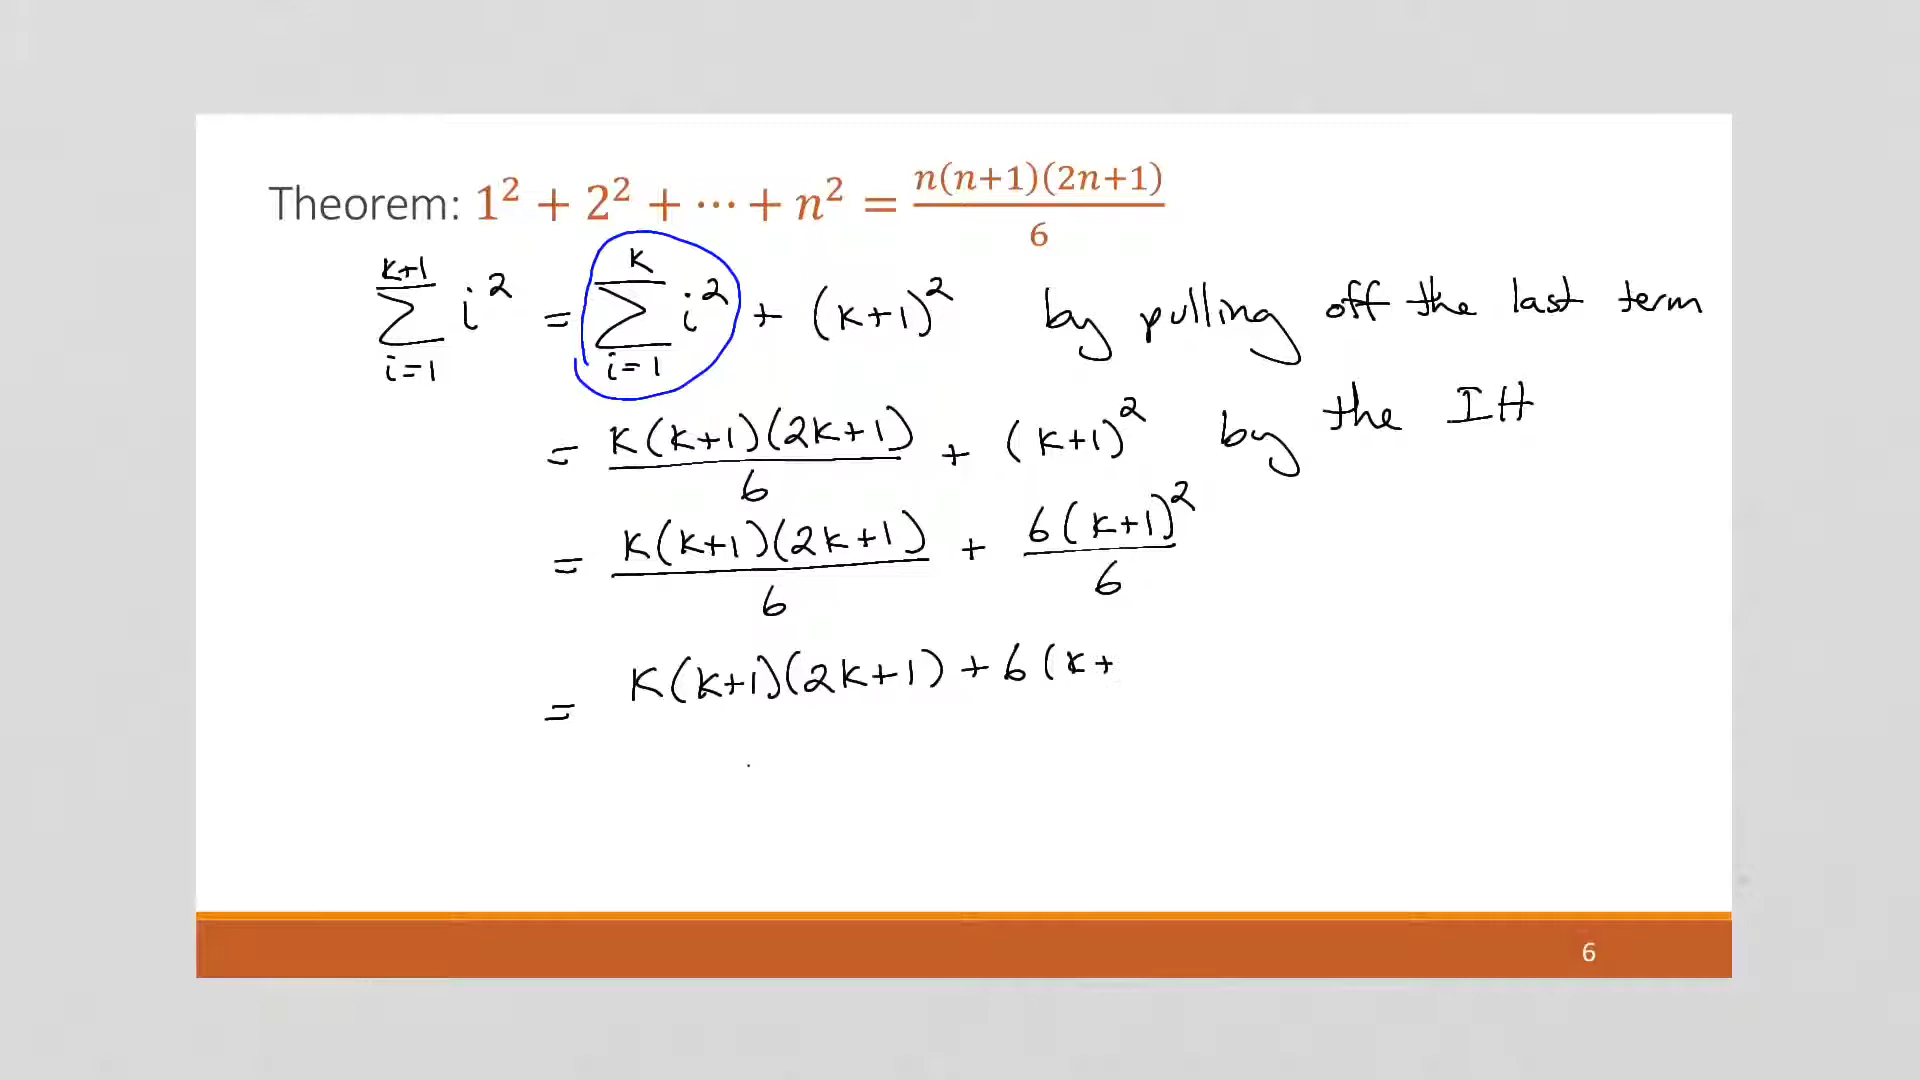 Theorem: 1² + 2² + ⋯ + n² = n(n+1)(2n+1)/6
∑_{i=1}^{k+1} i² = ∑_{i=1}^{k} i² + (k+1)² by pulling off the last term
= k(k+1)(2k+1)/6 + (k+1)² by the IH
= k(k+1)(2k+1)/6 + 6(k+1)²/6
= k(k+1)(2k+1) + 6(k+
6